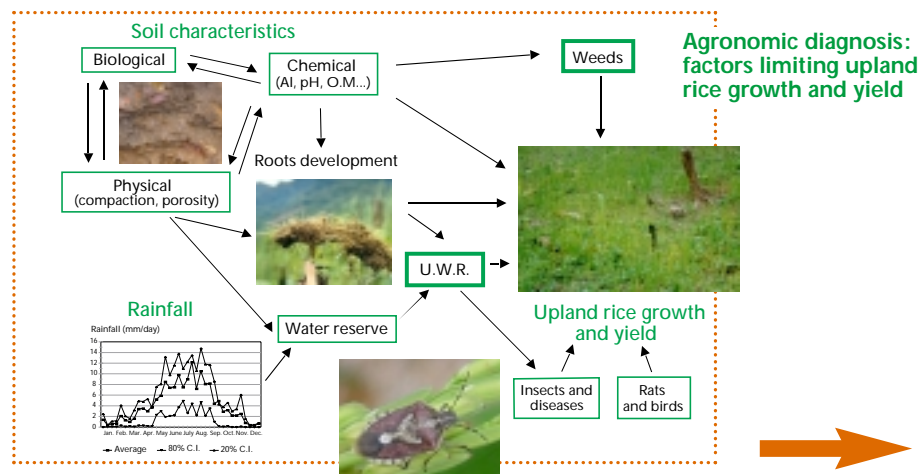 Soil characteristics
Biological
Chemical
(Al, pH, O.M...)
Weeds
Agronomic diagnosis:
factors limiting upland
rice growth and yield
Roots development
Physical
(compaction, porosity)
U.W.R.
Rainfall
Water reserve
Upland rice growth
and yield
Insects and
diseases
Rats
and birds
Rainfall (mm/day)
16
14
12
10
8
6
4
2
0
Jan. Feb. Mar. Apr. May June July Aug. Sep. Oct. Nov. Dec.
Average 80% C.I. 20% C.I.